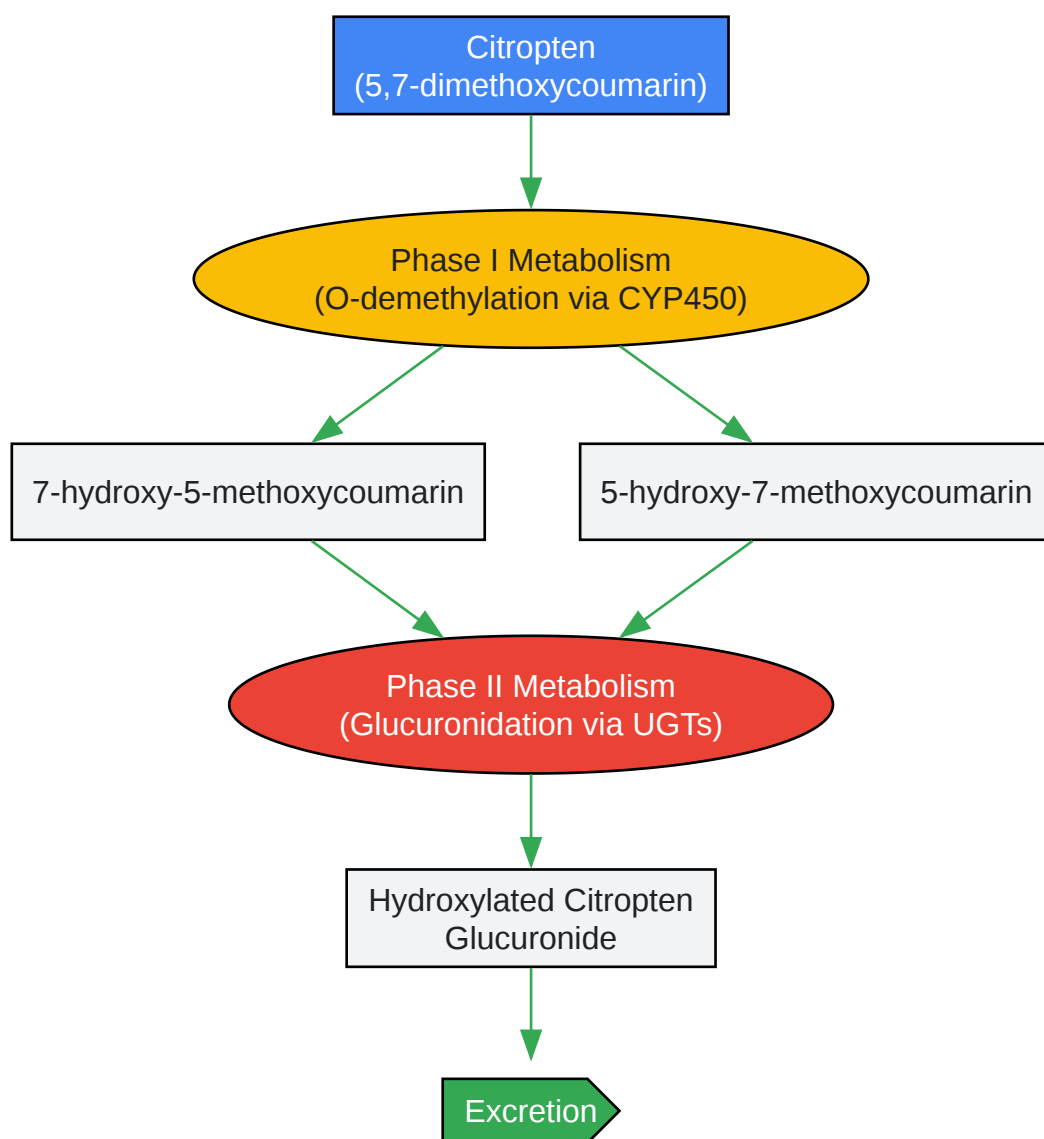 Citropten
(5,7-dimethoxycoumarin)
Phase I Metabolism
(O-demethylation via CYP450)
7-hydroxy-5-methoxycoumarin
5-hydroxy-7-methoxycoumarin
Phase II Metabolism
(Glucuronidation via UGTs)
Hydroxylated Citropten
Glucuronide
Excretion